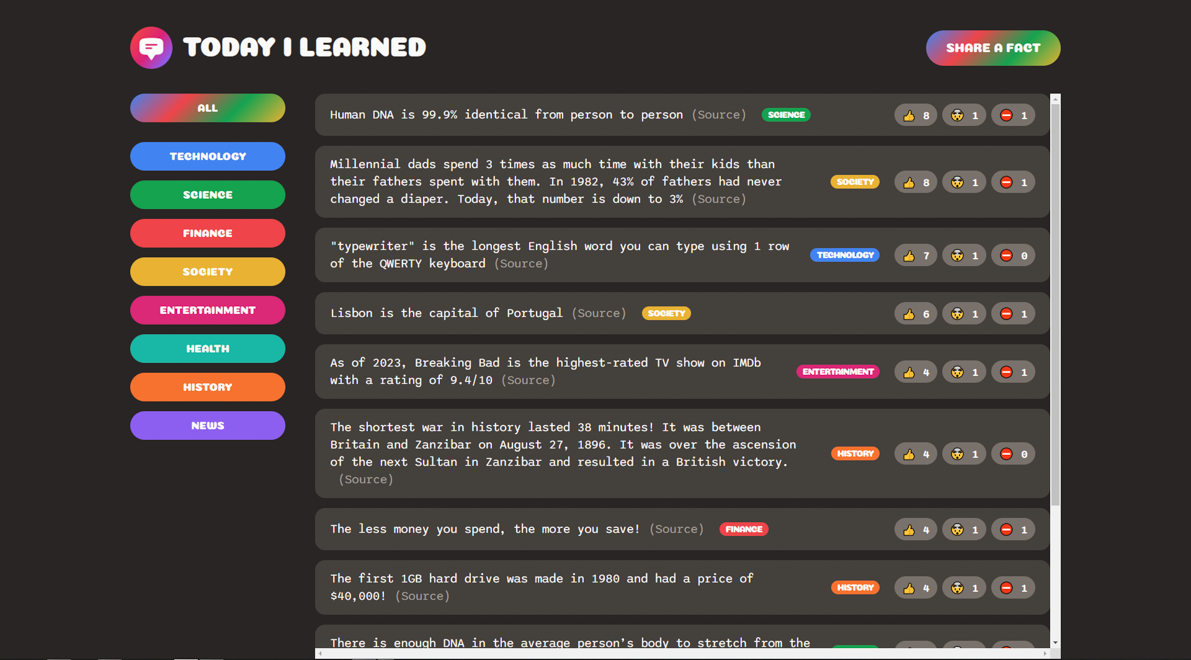 TODAY I LEARNED
SHARE A FACT
ALL
TECHNOLOGY
SCIENCE
FINANCE
SOCIETY
ENTERTAINMENT
HEALTH
HISTORY
NEWS
Human DNA is 99.9% identical from person to person (Source) SCIENCE 👍 8 🤯 1 ⛔ 1
Millennial dads spend 3 times as much time with their kids than
their fathers spent with them. In 1982, 43% of fathers had never
changed a diaper. Today, that number is down to 3% (Source)
SOCIETY 👍 8 🤯 1 ⛔ 1
"typewriter" is the longest English word you can type using 1 row
of the QWERTY keyboard (Source)
TECHNOLOGY 👍 7 🤯 1 ⛔ 0
Lisbon is the capital of Portugal (Source) SOCIETY 👍 6 🤯 1 ⛔ 1
As of 2023, Breaking Bad is the highest-rated TV show on IMDb
with a rating of 9.4/10 (Source)
ENTERTAINMENT 👍 4 🤯 1 ⛔ 1
The shortest war in history lasted 38 minutes! It was between
Britain and Zanzibar on August 27, 1896. It was over the ascension
of the next Sultan in Zanzibar and resulted in a British victory.
(Source)
HISTORY 👍 4 🤯 1 ⛔ 0
The less money you spend, the more you save! (Source) FINANCE 👍 4 🤯 1 ⛔ 1
The first 1GB hard drive was made in 1980 and had a price of
$40,000! (Source)
HISTORY 👍 4 🤯 1 ⛔ 1
There is enough DNA in the average person's body to stretch from the